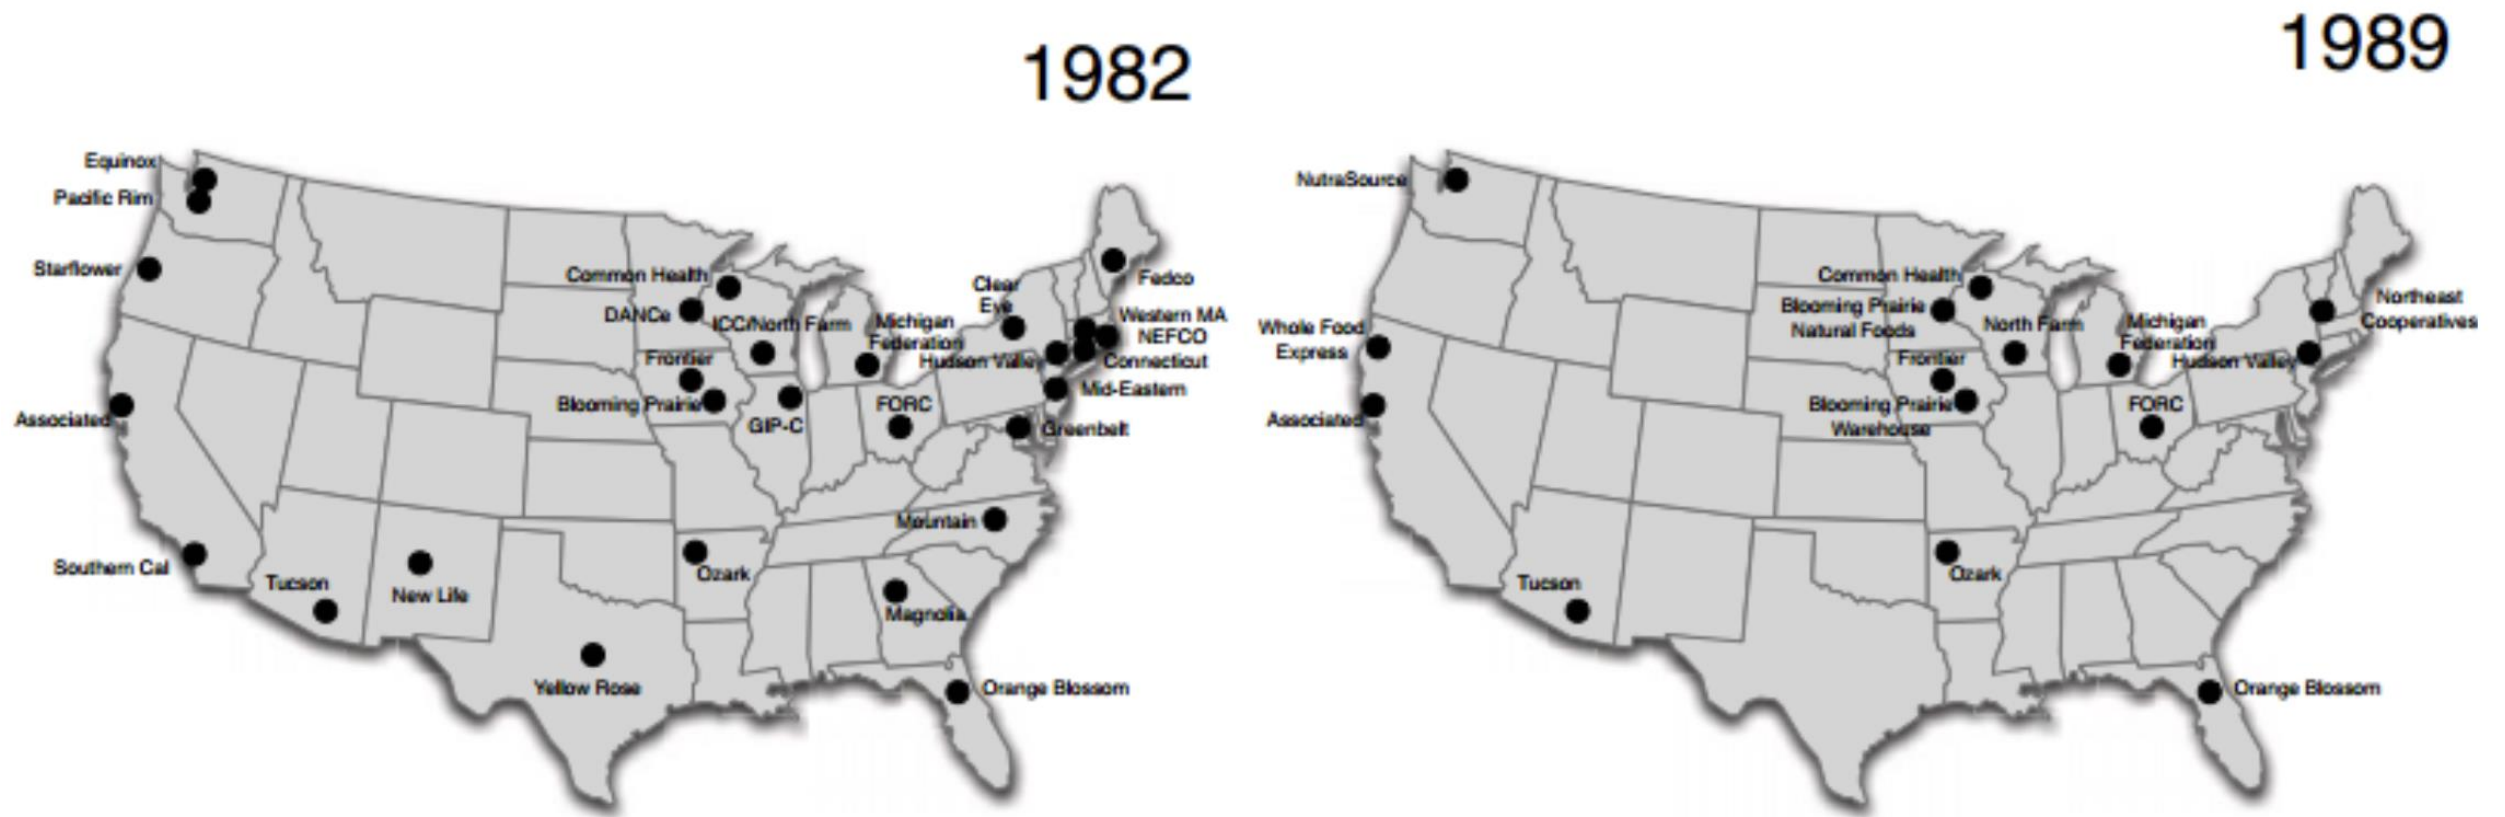 1982
Equinox
Pacific Rim
Starflower
Common Health
DANCe
ICC/North Farm
Michigan
Federation
Clear
Eye
Fedco
Western MA
NEFCO
Connecticut
Hudson Valley
Frontier
Blooming Prairie
GIP-C
FORC
Mid-Eastern
Greenbelt
Associated
Mountain
Southern Cal
Tucson
New Life
Ozark
Magnolia
Yellow Rose
Orange Blossom
1989
NutraSource
Common Health
Blooming Prairie
Natural Foods
North Farm
Michigan
Federation
Northeast
Cooperatives
Whole Food
Express
Hudson Valley
Frontier
Blooming Prairie
Warehouse
FORC
Associated
Tucson
Ozark
Orange Blossom